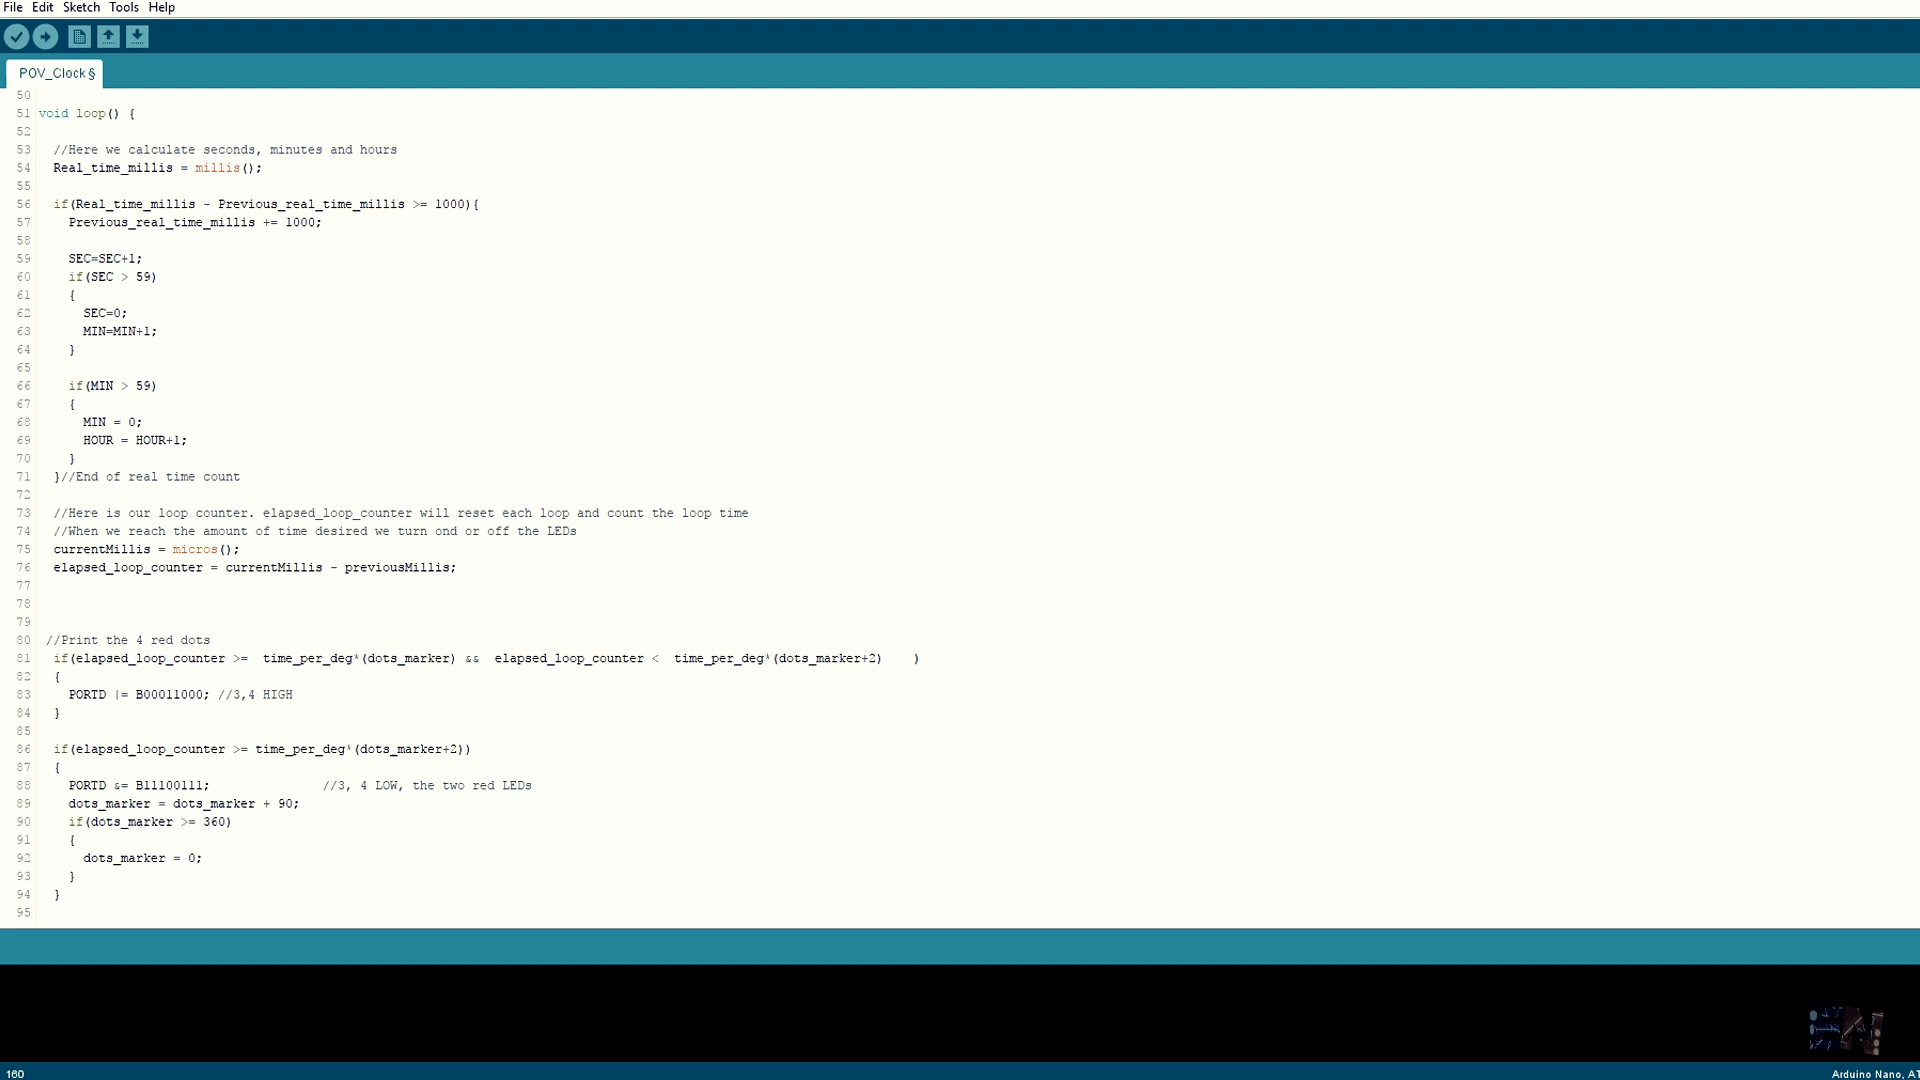 File Edit Sketch Tools Help
POV_Clock §
50
51 void loop() {
52
53 //Here we calculate seconds, minutes and hours
54 Real_time_millis = millis();
55
56 if(Real_time_millis - Previous_real_time_millis >= 1000){
57 Previous_real_time_millis += 1000;
58
59 SEC=SEC+1;
60 if(SEC > 59)
61 {
62 SEC=0;
63 MIN=MIN+1;
64 }
65
66 if(MIN > 59)
67 {
68 MIN = 0;
69 HOUR = HOUR+1;
70 }
71 }//End of real time count
72
73 //Here is our loop counter. elapsed_loop_counter will reset each loop and count the loop time
74 //When we reach the amount of time desired we turn ond or off the LEDs
75 currentMillis = micros();
76 elapsed_loop_counter = currentMillis - previousMillis;
77
78
79
80 //Print the 4 red dots
81 if(elapsed_loop_counter >= time_per_deg*(dots_marker) && elapsed_loop_counter < time_per_deg*(dots_marker+2) )
82 {
83 PORTD |= B00011000; //3,4 HIGH
84 }
85
86 if(elapsed_loop_counter >= time_per_deg*(dots_marker+2))
87 {
88 PORTD &= B11100111; //3, 4 LOW, the two red LEDs
89 dots_marker = dots_marker + 90;
90 if(dots_marker >= 360)
91 {
92 dots_marker = 0;
93 }
94 }
95
160 Arduino Nano, AT